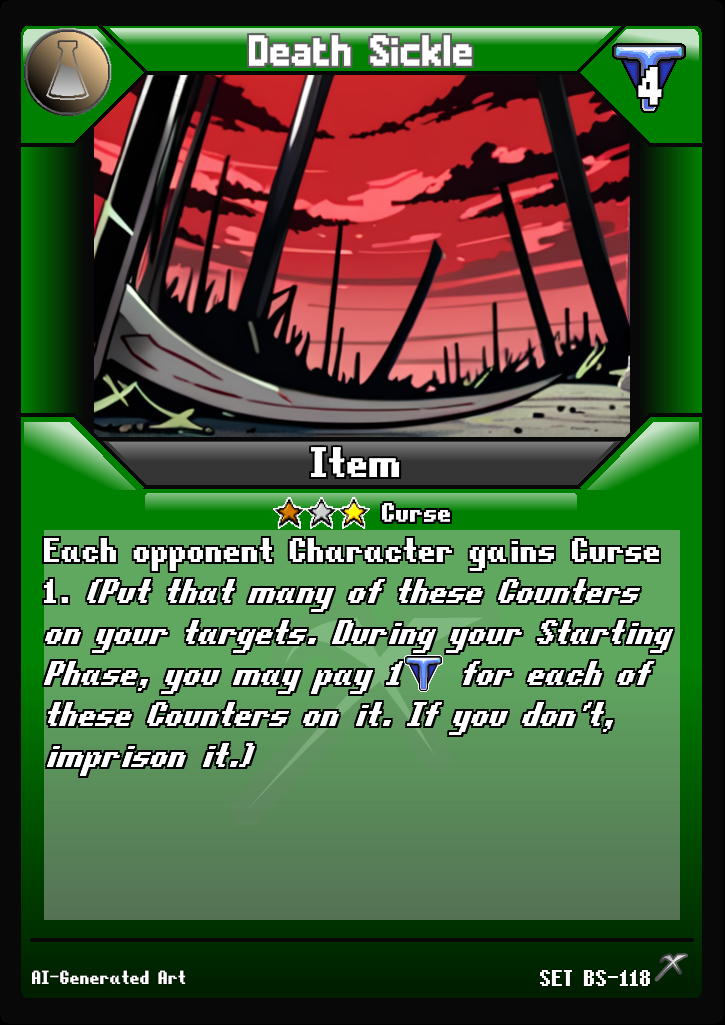 Death Sickle
4
Item
Curse
Each opponent Character gains Curse
1. (Put that many of these Counters
on your targets. During your Starting
Phase, you may pay 1T for each of
these Counters on it. If you don't,
imprison it.)
AI-Generated Art
SET BS-118